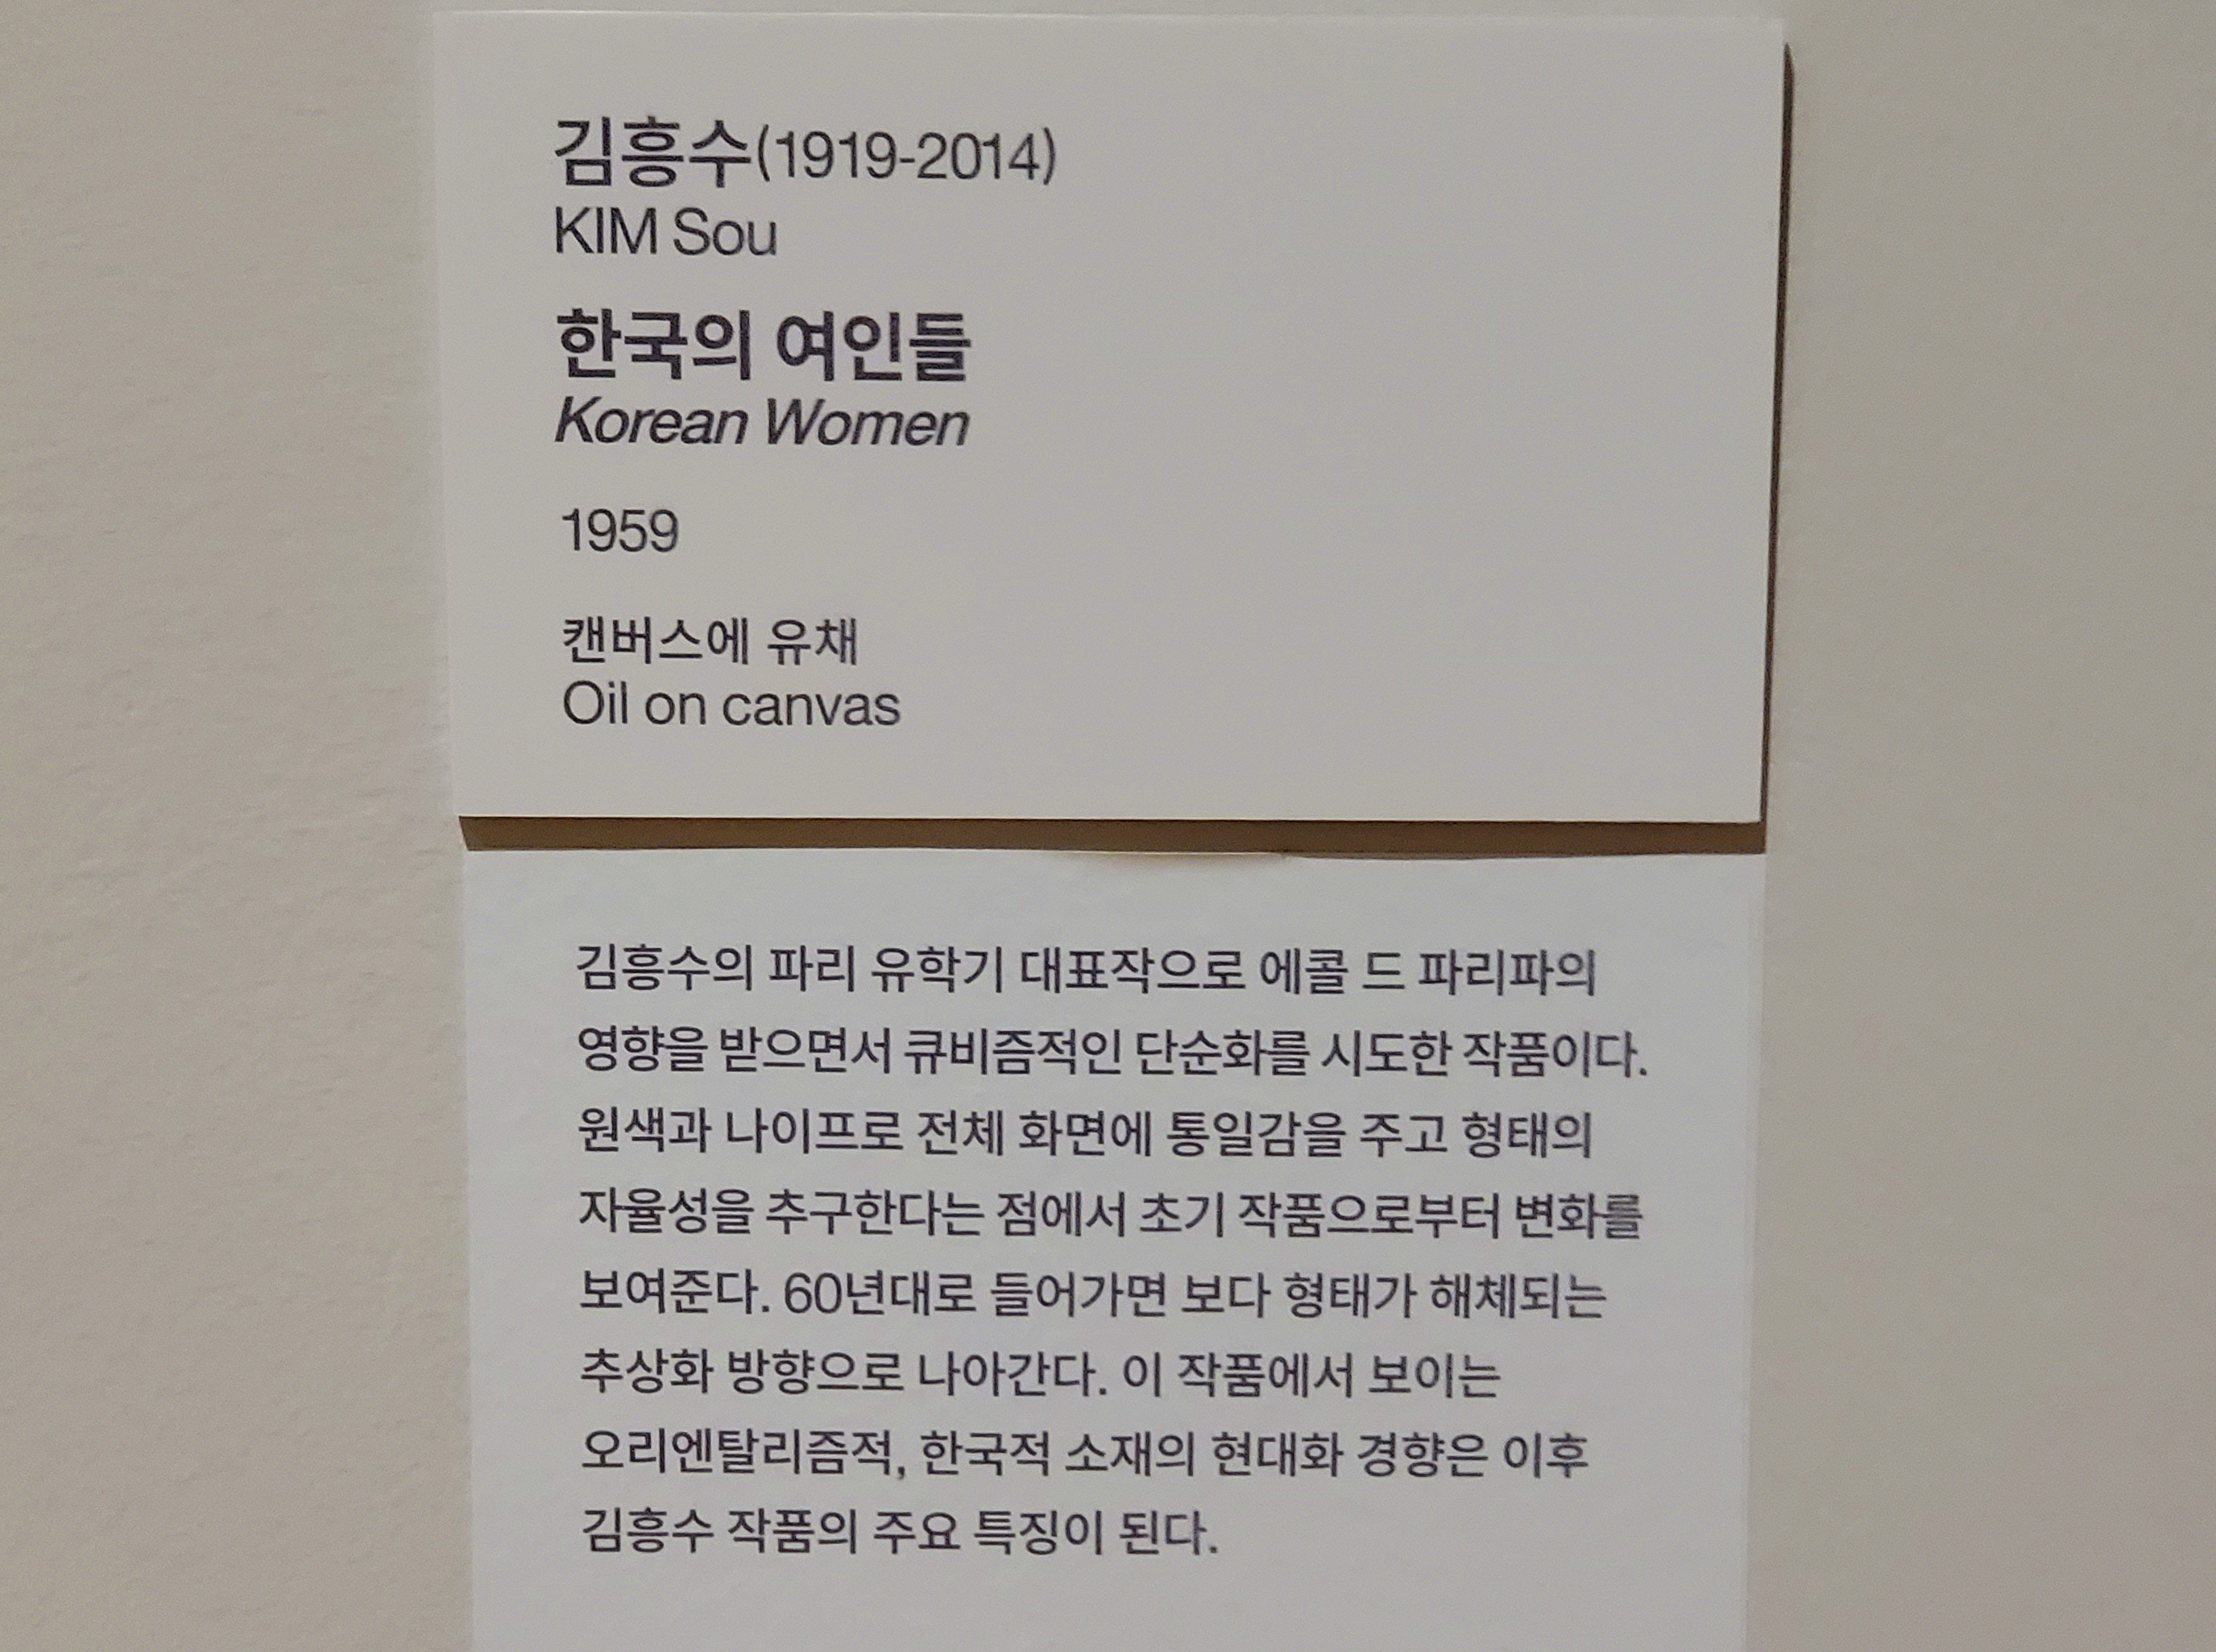 김흥수(1919-2014)
KIM Sou
한국의 여인들
Korean Women
1959
캔버스에 유채
Oil on canvas
김흥수의 파리 유학기 대표작으로 에콜 드 파리파의
영향을 받으면서 큐비즘적인 단순화를 시도한 작품이다.
원색과 나이프로 전체 화면에 통일감을 주고 형태의
자율성을 추구한다는 점에서 초기 작품으로부터 변화를
보여준다. 60년대로 들어가면 보다 형태가 해체되는
추상화 방향으로 나아간다. 이 작품에서 보이는
오리엔탈리즘적, 한국적 소재의 현대화 경향은 이후
김흥수 작품의 주요 특징이 된다.